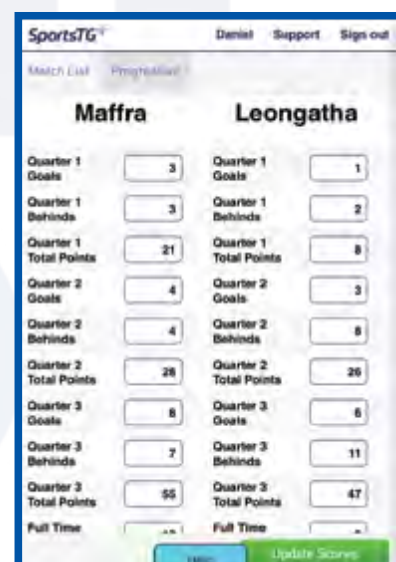 SportsTG
Daniel Support Sign out
Match List Progression
Maffra Leongatha
Quarter 1 Goals 3 Quarter 1 Goals 1
Quarter 1 Behinds 3 Quarter 1 Behinds 2
Quarter 1 Total Points 21 Quarter 1 Total Points 8
Quarter 2 Goals 4 Quarter 2 Goals 3
Quarter 2 Behinds 4 Quarter 2 Behinds 8
Quarter 2 Total Points 28 Quarter 2 Total Points 26
Quarter 3 Goals 8 Quarter 3 Goals 6
Quarter 3 Behinds 7 Quarter 3 Behinds 11
Quarter 3 Total Points 55 Quarter 3 Total Points 47
Full Time Full Time
Update Scores